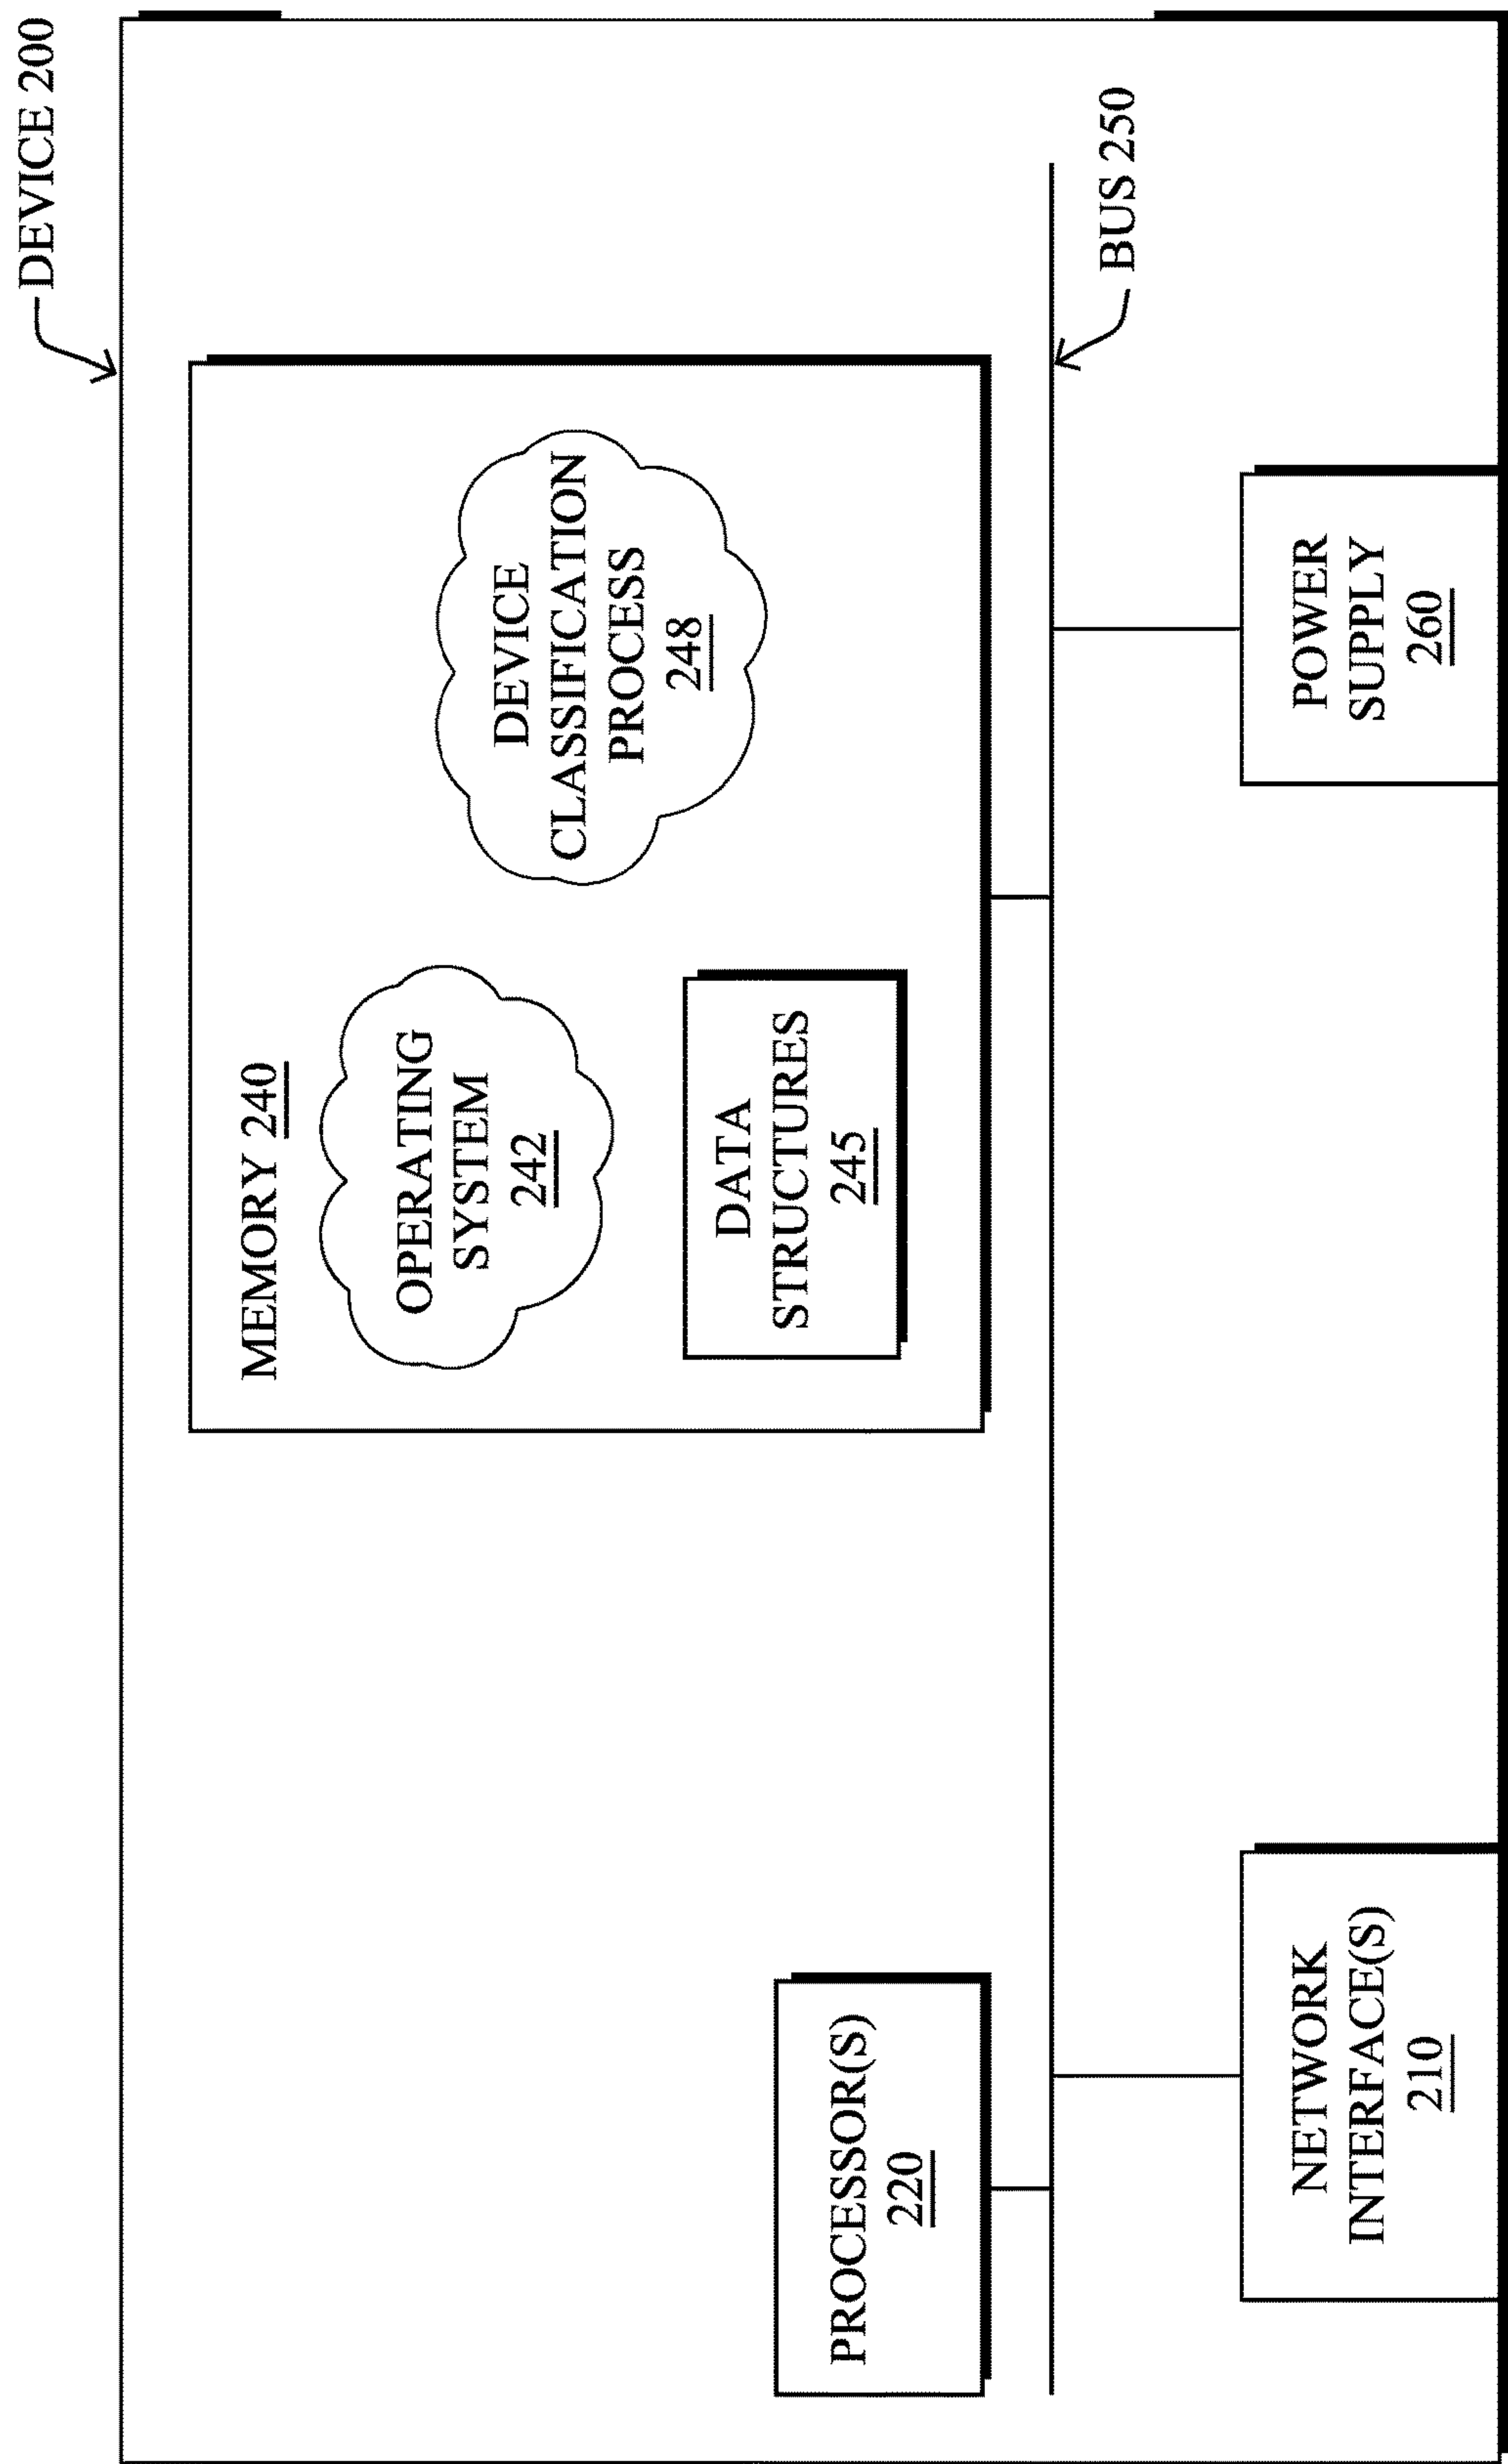 DEVICE 200
MEMORY 240
OPERATING
SYSTEM
242
DATA
STRUCTURES
245
DEVICE
CLASSIFICATION
PROCESS
248
PROCESSOR(S)
220
BUS 250
NETWORK
INTERFACE(S)
210
POWER
SUPPLY
260